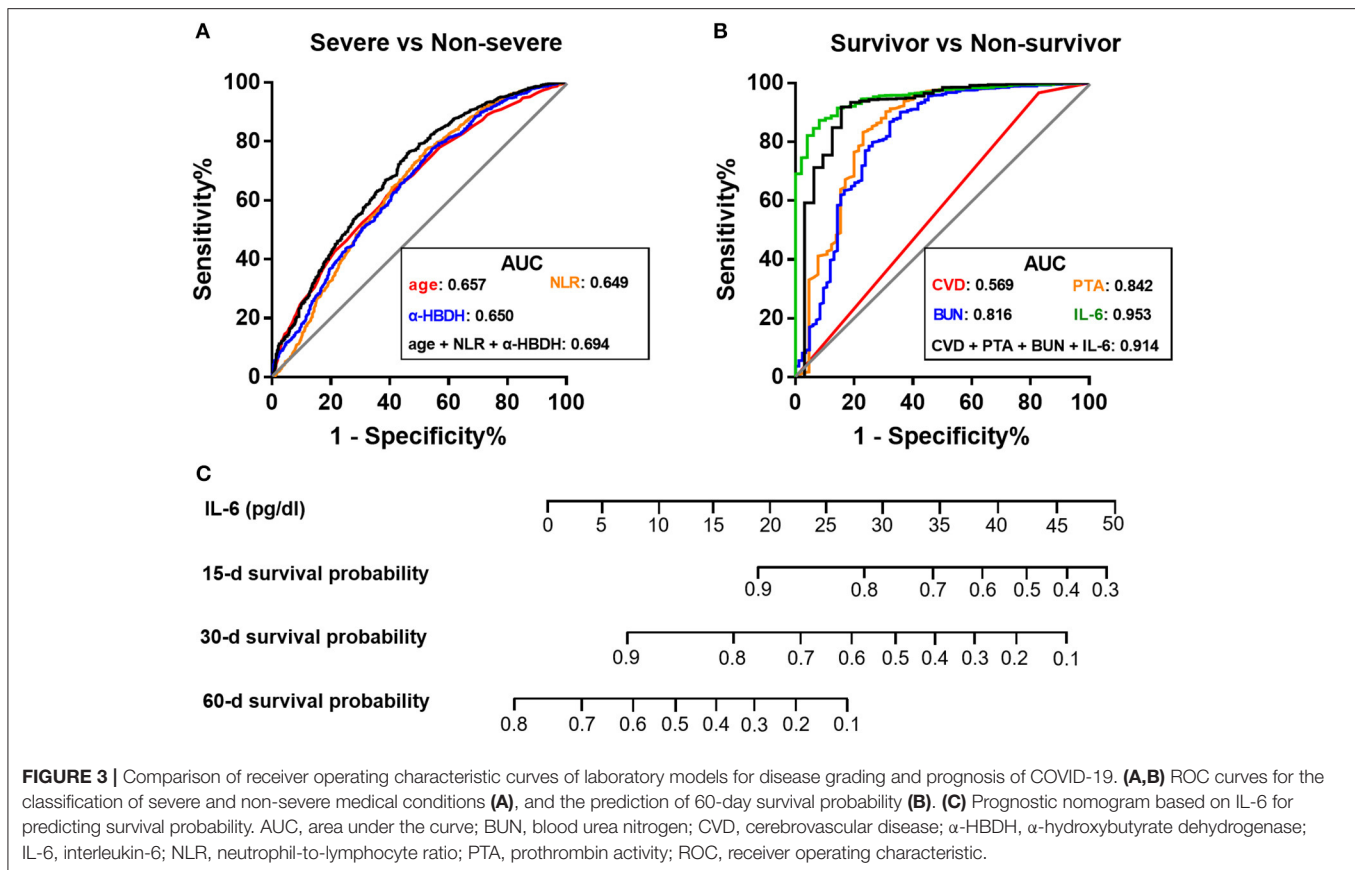 A
Severe vs Non-severe
100
80
60
40
20
0
Sensitivity%
0 20 40 60 80 100
1 - Specificity%
AUC
age: 0.657 NLR: 0.649
α-HBDH: 0.650
age + NLR + α-HBDH: 0.694
B
Survivor vs Non-survivor
100
80
60
40
20
0
Sensitivity%
0 20 40 60 80 100
1 - Specificity%
AUC
CVD: 0.569 PTA: 0.842
BUN: 0.816 IL-6: 0.953
CVD + PTA + BUN + IL-6: 0.914
C
IL-6 (pg/dl)
0 5 10 15 20 25 30 35 40 45 50
15-d survival probability
0.9 0.8 0.7 0.6 0.5 0.4 0.3
30-d survival probability
0.9 0.8 0.7 0.6 0.5 0.4 0.3 0.2 0.1
60-d survival probability
0.8 0.7 0.6 0.5 0.4 0.3 0.2 0.1
FIGURE 3 | Comparison of receiver operating characteristic curves of laboratory models for disease grading and prognosis of COVID-19. (A,B) ROC curves for the
classification of severe and non-severe medical conditions (A), and the prediction of 60-day survival probability (B). (C) Prognostic nomogram based on IL-6 for
predicting survival probability. AUC, area under the curve; BUN, blood urea nitrogen; CVD, cerebrovascular disease; α-HBDH, α-hydroxybutyrate dehydrogenase;
IL-6, interleukin-6; NLR, neutrophil-to-lymphocyte ratio; PTA, prothrombin activity; ROC, receiver operating characteristic.